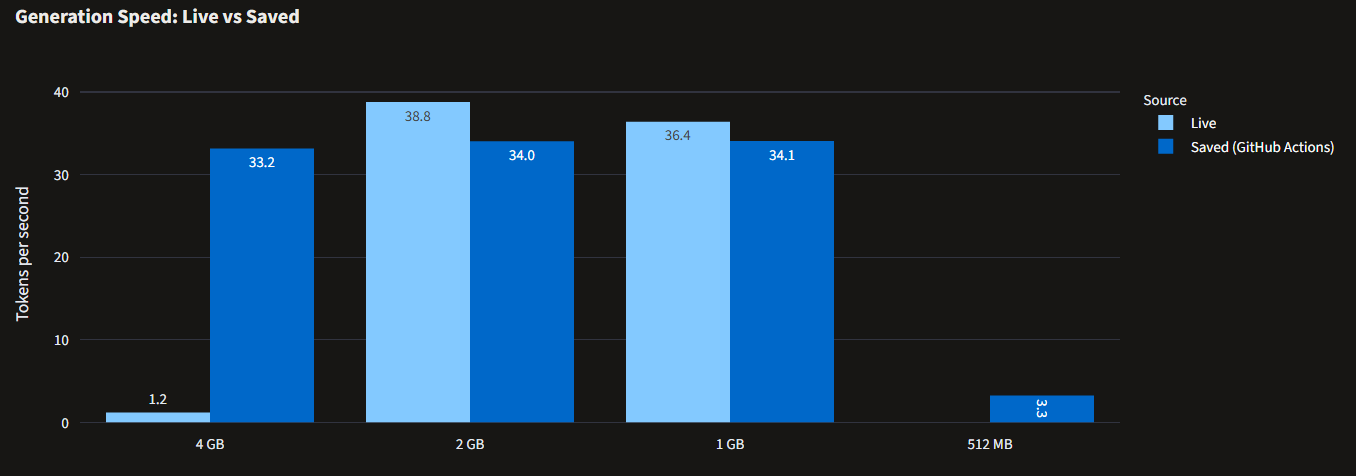 Generation Speed: Live vs Saved
Source
Live
Saved (GitHub Actions)
Tokens per second
40
30
20
10
0
1.2
33.2
38.8
34.0
36.4
34.1
3.3
4 GB
2 GB
1 GB
512 MB